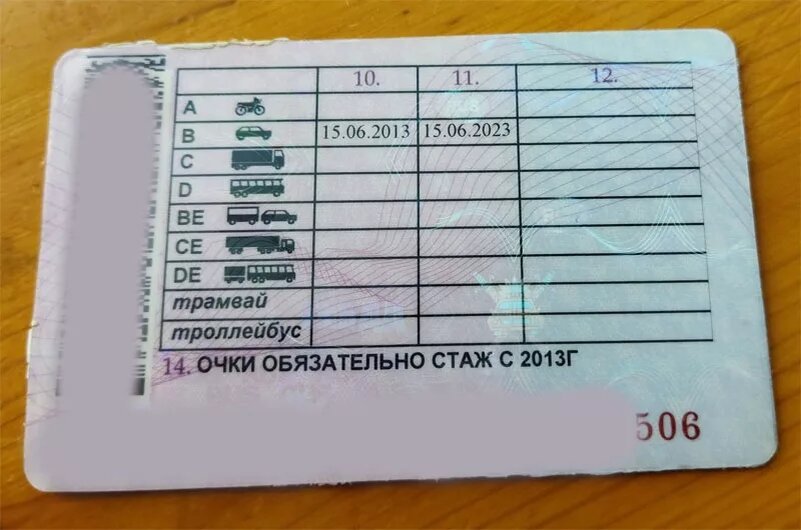 10. 11. 12.
A
B 15.06.2013 15.06.2023
C
D
BE
CE
DE
трамвай
троллейбус
14. ОЧКИ ОБЯЗАТЕЛЬНО СТАЖ С 2013Г
506